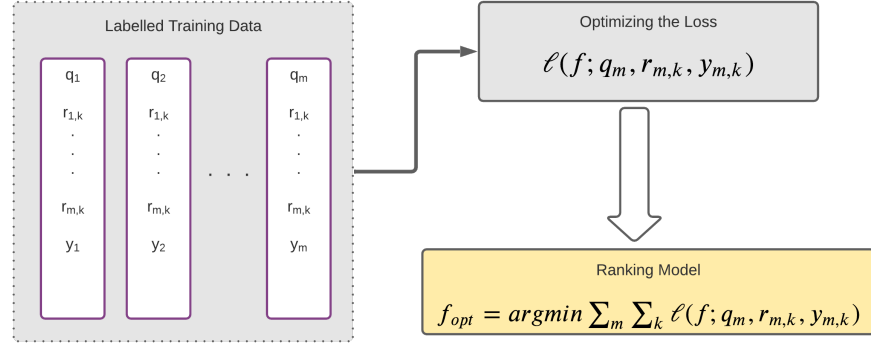 Labelled Training Data
q₁
r₁,ₖ
.
.
.
rₘ,ₖ
y₁
q₂
r₁,ₖ
.
.
.
rₘ,ₖ
y₂
. . .
qₘ
r₁,ₖ
.
.
.
rₘ,ₖ
yₘ
Optimizing the Loss
ℓ(f; qₘ, rₘ,ₖ, yₘ,ₖ)
Ranking Model
f_opt = argmin ∑ₘ ∑ₖ ℓ(f; qₘ, rₘ,ₖ, yₘ,ₖ)